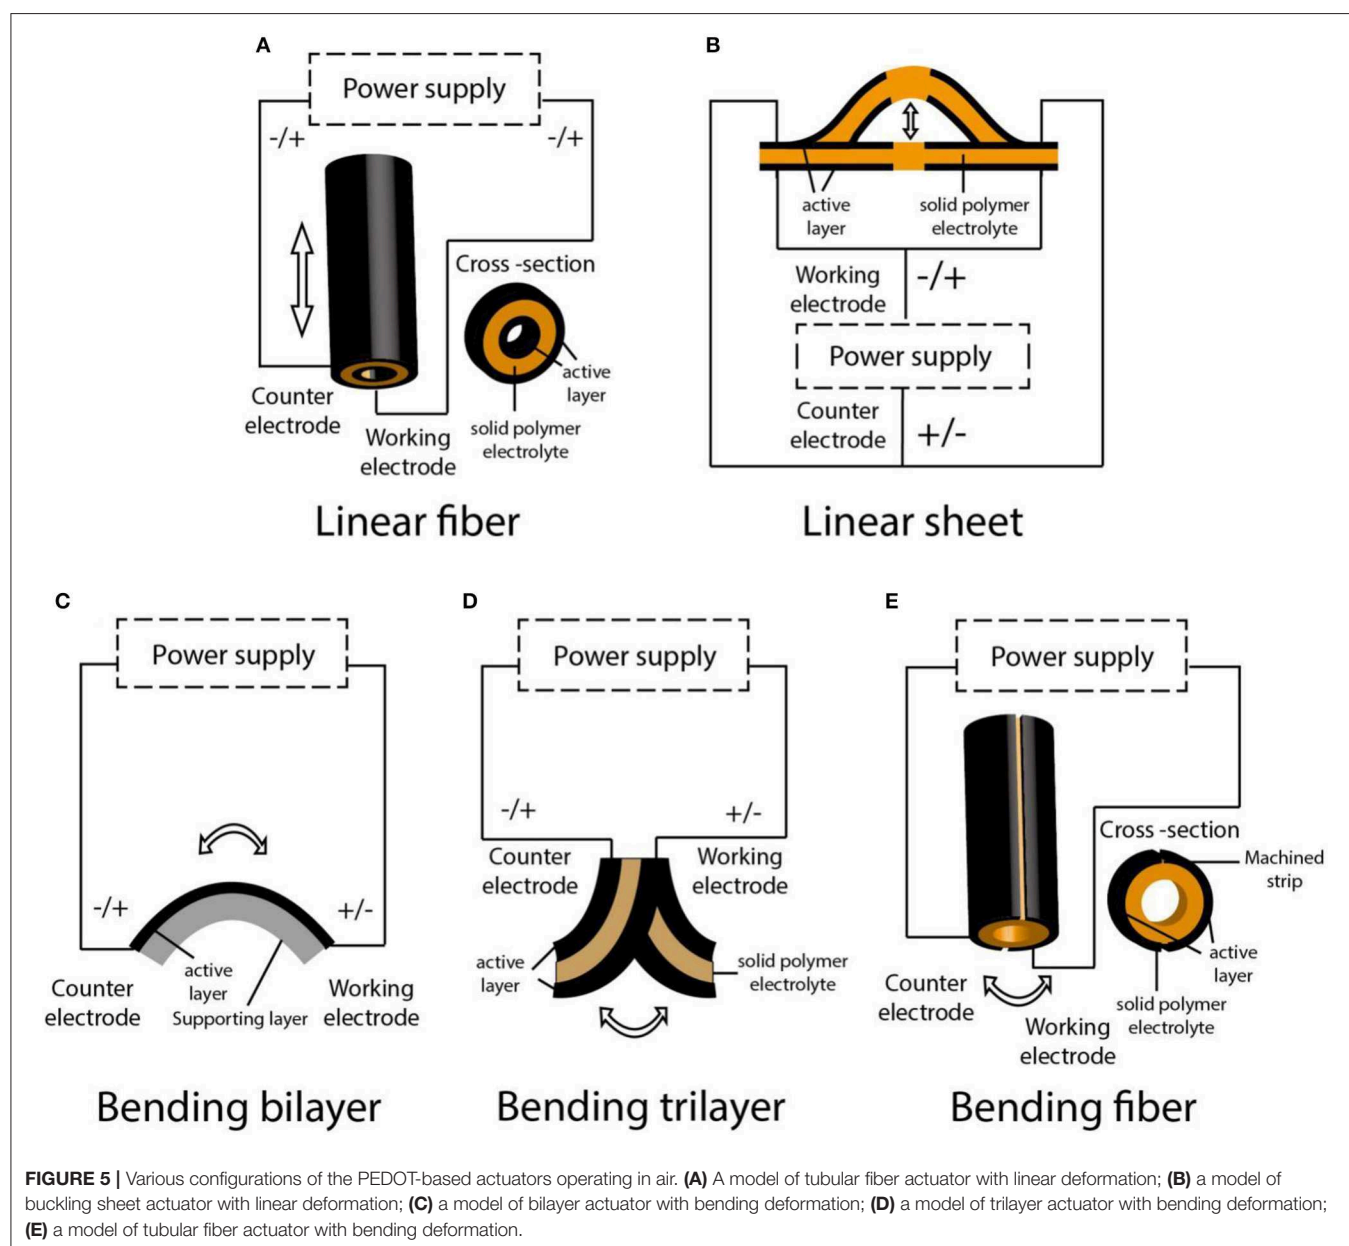 A
Power supply
-/+
-/+
Cross -section
active
layer
Counter
electrode
Working
electrode
solid polymer
electrolyte
Linear fiber
B
active
layer
solid polymer
electrolyte
Working
electrode
-/+
Power supply
Counter
electrode
+/-
Linear sheet
C
Power supply
-/+
+/-
active
layer
Supporting layer
Counter
electrode
Working
electrode
Bending bilayer
D
Power supply
-/+
+/-
Counter
electrode
Working
electrode
active
layer
solid polymer
electrolyte
Bending trilayer
E
Power supply
Cross -section
Machined
strip
active
layer
solid polymer
electrolyte
Counter
electrode
Working
electrode
Bending fiber
FIGURE 5 | Various configurations of the PEDOT-based actuators operating in air. (A) A model of tubular fiber actuator with linear deformation; (B) a model of
buckling sheet actuator with linear deformation; (C) a model of bilayer actuator with bending deformation; (D) a model of trilayer actuator with bending deformation;
(E) a model of tubular fiber actuator with bending deformation.